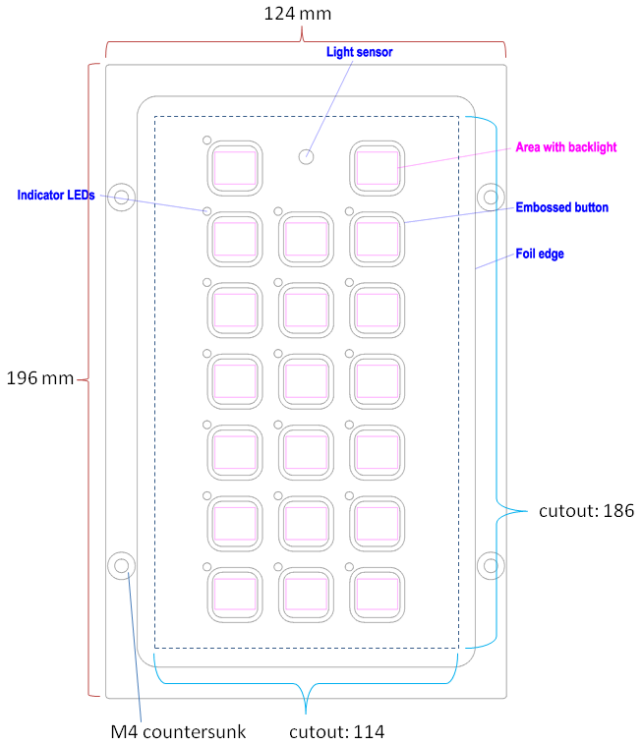 124 mm
Light sensor
Area with backlight
Indicator LEDs
Embossed button
Foil edge
196 mm
cutout: 186
M4 countersunk
cutout: 114